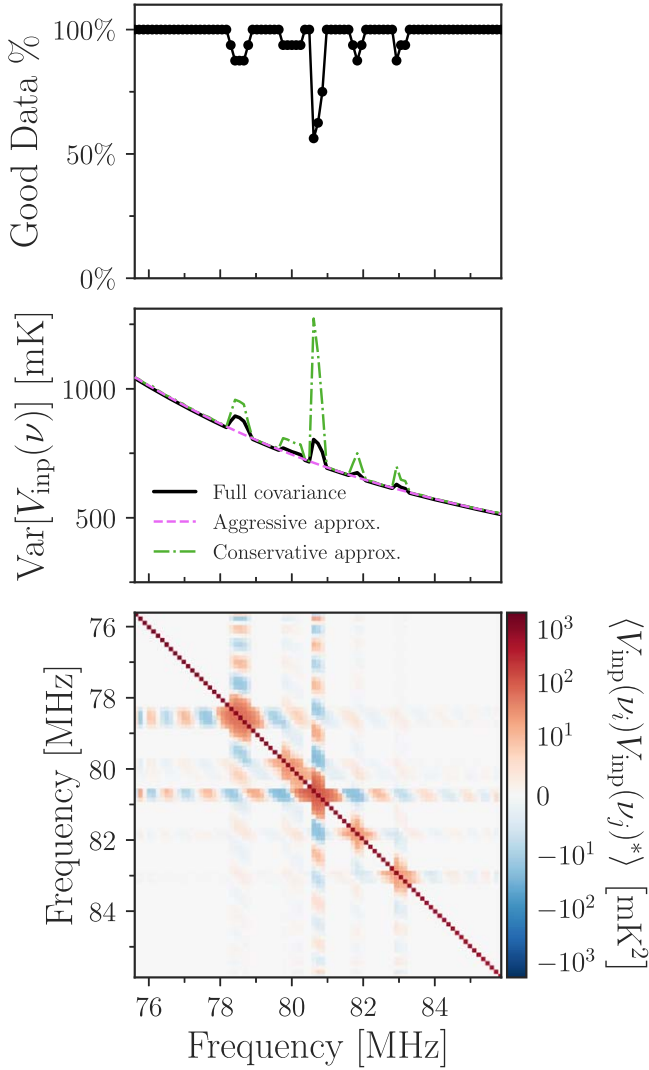 100%
50%
0%
Good Data %
1000
500
Var[V_inp(ν)] [mK]
Full covariance
Aggressive approx.
Conservative approx.
76
78
80
82
84
Frequency [MHz]
76 78 80 82 84
Frequency [MHz]
10^3
10^2
10^1
0
−10^1
−10^2
−10^3
⟨V_inp(ν_i)V_inp(ν_j)*⟩ [mK^2]